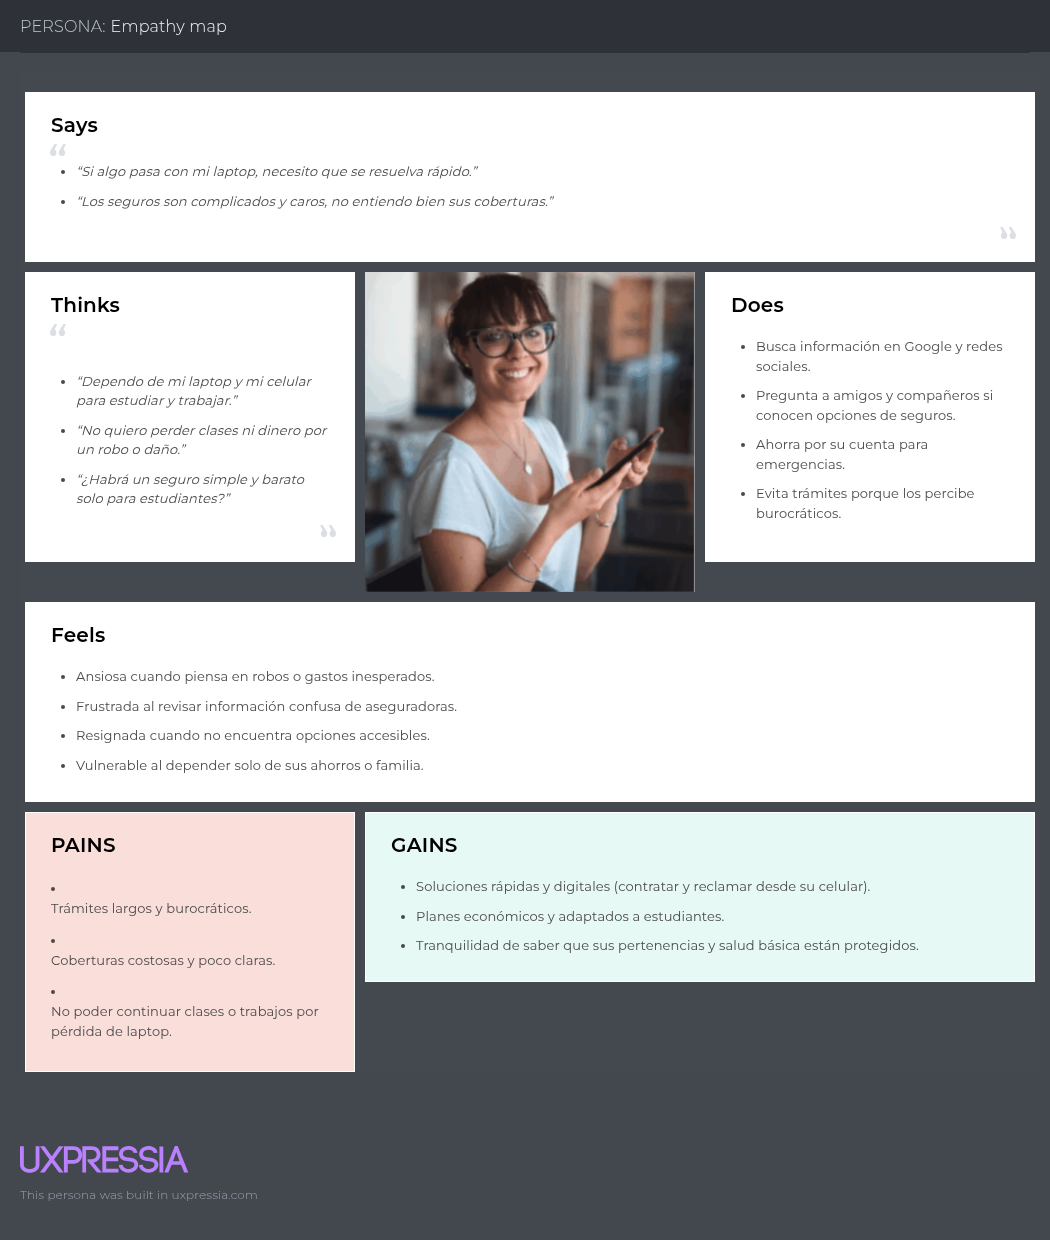 PERSONA: Empathy map
Says
“
• “Si algo pasa con mi laptop, necesito que se resuelva rápido.”
• “Los seguros son complicados y caros, no entiendo bien sus coberturas.”
”
Thinks
“
• “Dependo de mi laptop y mi celular
para estudiar y trabajar.”
• “No quiero perder clases ni dinero por
un robo o daño.”
• “¿Habrá un seguro simple y barato
solo para estudiantes?”
”
Does
• Busca información en Google y redes
sociales.
• Pregunta a amigos y compañeros si
conocen opciones de seguros.
• Ahorra por su cuenta para
emergencias.
• Evita trámites porque los percibe
burocráticos.
Feels
• Ansiosa cuando piensa en robos o gastos inesperados.
• Frustrada al revisar información confusa de aseguradoras.
• Resignada cuando no encuentra opciones accesibles.
• Vulnerable al depender solo de sus ahorros o familia.
PAINS
•
Trámites largos y burocráticos.
•
Coberturas costosas y poco claras.
•
No poder continuar clases o trabajos por
pérdida de laptop.
GAINS
• Soluciones rápidas y digitales (contratar y reclamar desde su celular).
• Planes económicos y adaptados a estudiantes.
• Tranquilidad de saber que sus pertenencias y salud básica están protegidos.
UXPRESSIA
This persona was built in uxpressia.com